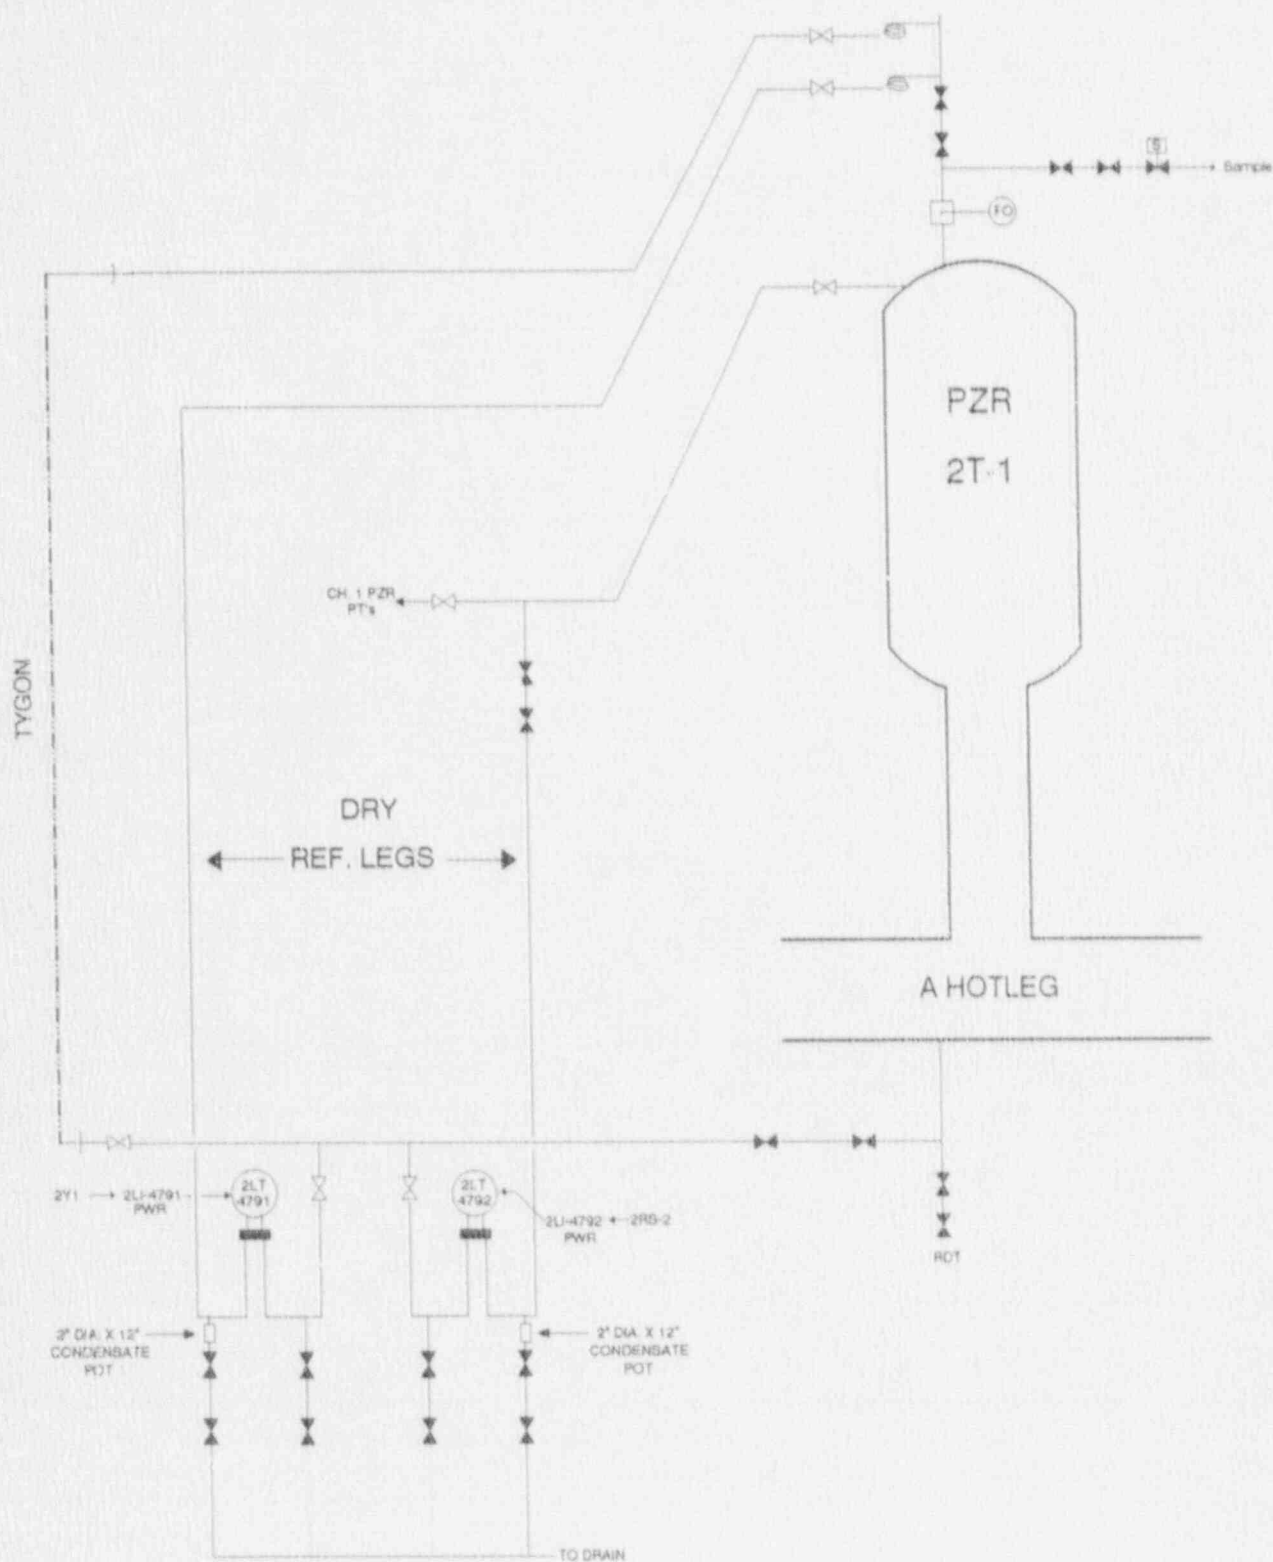 Sample
FO
PZR
2T-1
CH. 1 PZR
PT's
TYGON
DRY
REF. LEGS
A HOTLEG
2Y1
2LI-4791
PWR
2LT
4791
2LT
4792
2LI-4792
PWR
2RS-2
RDT
2" DIA. X 12"
CONDENSATE
POT
2" DIA. X 12"
CONDENSATE
POT
TO DRAIN